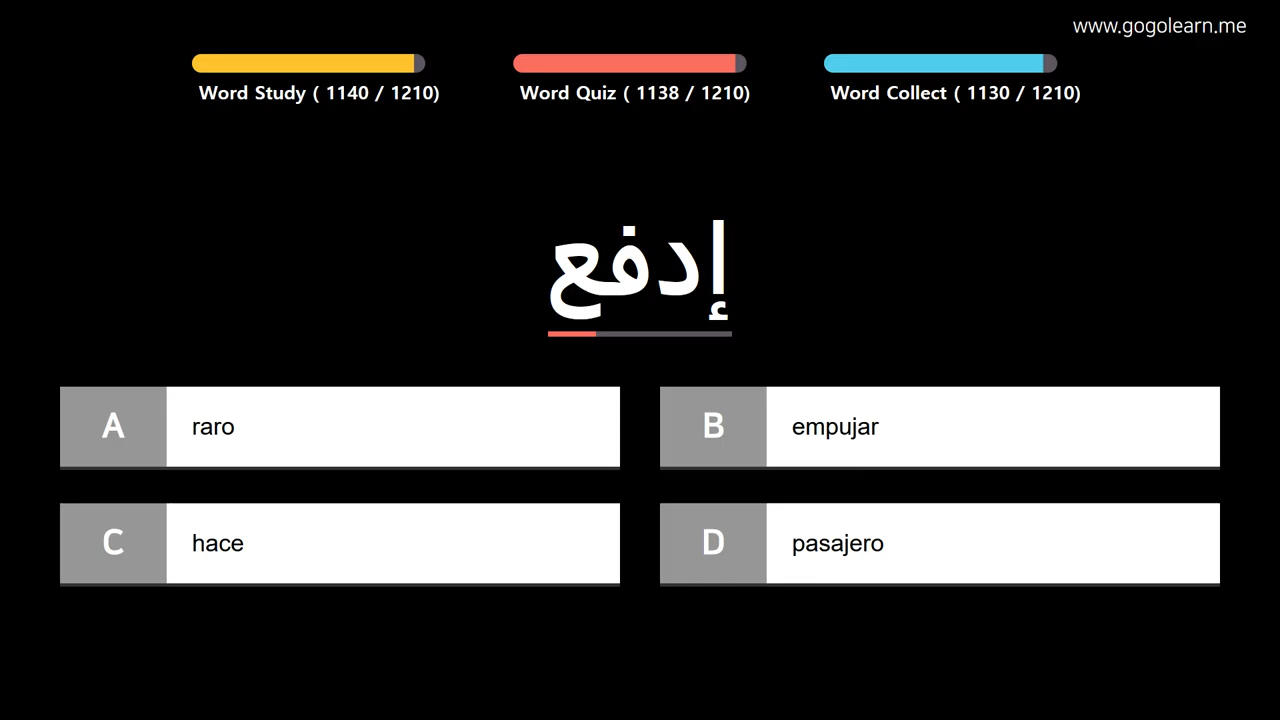 www.gogolearn.me
Word Study ( 1140 / 1210)
Word Quiz ( 1138 / 1210)
Word Collect ( 1130 / 1210)
إدفع
A raro
B empujar
C hace
D pasajero